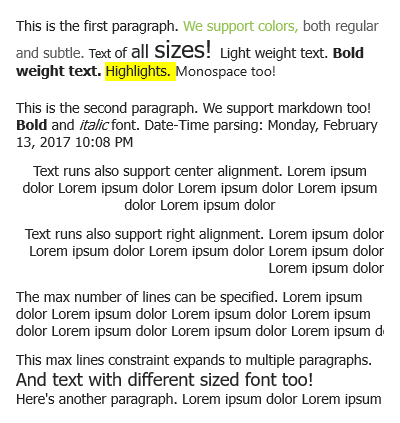 This is the first paragraph. We support colors, both regular
and subtle. Text of all sizes! Light weight text. Bold
weight text. Highlights. Monospace too!
This is the second paragraph. We support markdown too!
Bold and italic font. Date-Time parsing: Monday, February
13, 2017 10:08 PM
Text runs also support center alignment. Lorem ipsum
dolor Lorem ipsum dolor Lorem ipsum dolor Lorem ipsum
dolor Lorem ipsum dolor
Text runs also support right alignment. Lorem ipsum dolor
Lorem ipsum dolor Lorem ipsum dolor Lorem ipsum dolor
Lorem ipsum dolor
The max number of lines can be specified. Lorem ipsum
dolor Lorem ipsum dolor Lorem ipsum dolor Lorem ipsum
dolor Lorem ipsum dolor Lorem ipsum dolor Lorem ipsum d
This max lines constraint expands to multiple paragraphs.
And text with different sized font too!
Here's another paragraph. Lorem ipsum dolor Lorem ipsum